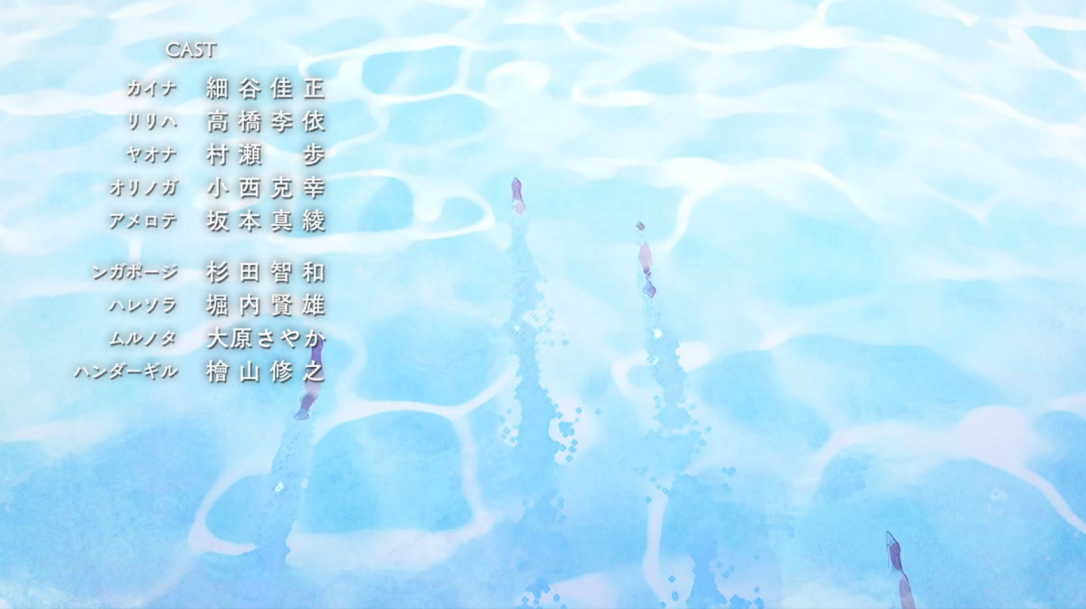 CAST
カイナ 細谷佳正
リリハ 高橋李依
ヤオナ 村瀬 歩
オリノガ 小西克幸
アメロテ 坂本真綾
ンガポージ 杉田智和
ハレソラ 堀内賢雄
ムルノタ 大原さやか
ハンダーギル 檜山修之